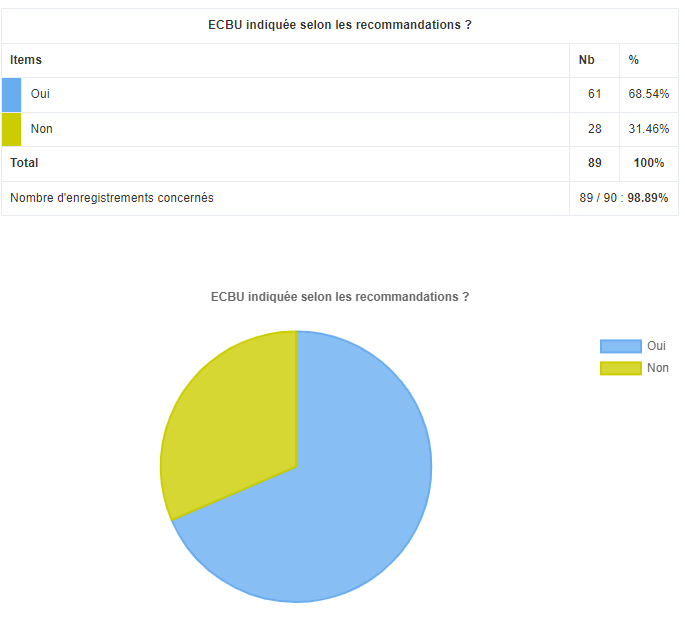 ECBU indiquée selon les recommandations ?
Items Nb %
Oui 61 68.54%
Non 28 31.46%
Total 89 100%
Nombre d'enregistrements concernés 89 / 90 : 98.89%
ECBU indiquée selon les recommandations ?
Oui
Non